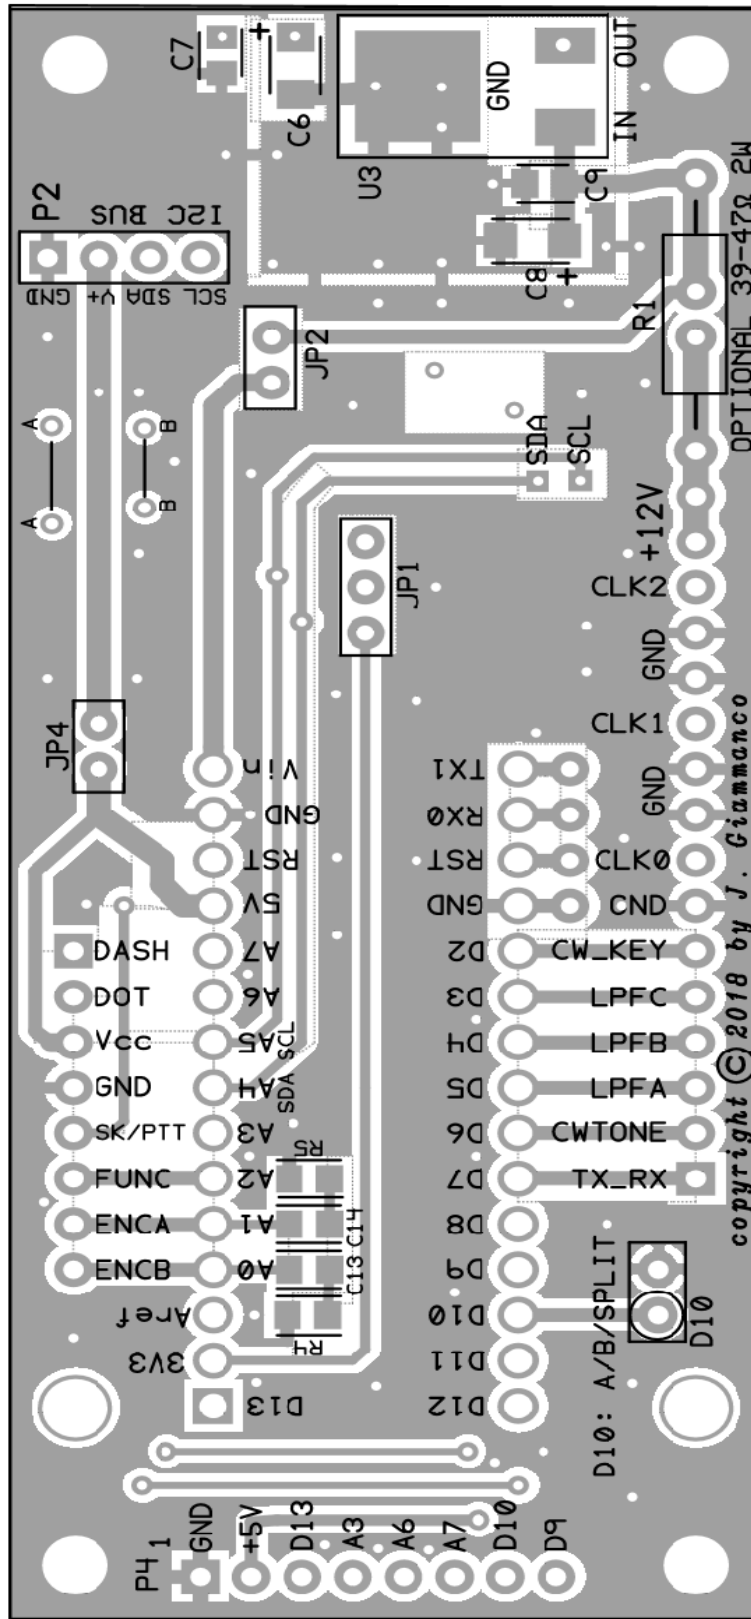 C7
+
C6
U3
GND
OUT
IN
C9
C8
+
OPTIONAL 39-47Ω 2W
R1
P2
I2C BUS
GND
V+
SDA
SCL
JP2
A
A
B
B
SDA
SCL
JP1
JP4
+12V
CLK2
GND
CLK1
GND
CLK0
GND
CW_KEY
LPFC
LPFB
LPFA
CWTONE
TX_RX
Vin
GND
RST
5V
A7
A6
A5
SCL
A4
SDA
A3
A2
A1
A0
Aref
3V3
D13
DASH
DOT
Vcc
GND
SK/PTT
FUNC
ENCA
ENCB
R5
C14
C13
R4
TX1
RX0
RST
GND
D2
D3
D4
D5
D6
D7
D8
D9
D10
D11
D12
D10: A/B/SPLIT
D10
copyright © 2018 by J. Giammanco
P4
1
GND
+5V
D13
A3
A6
A7
D10
D9